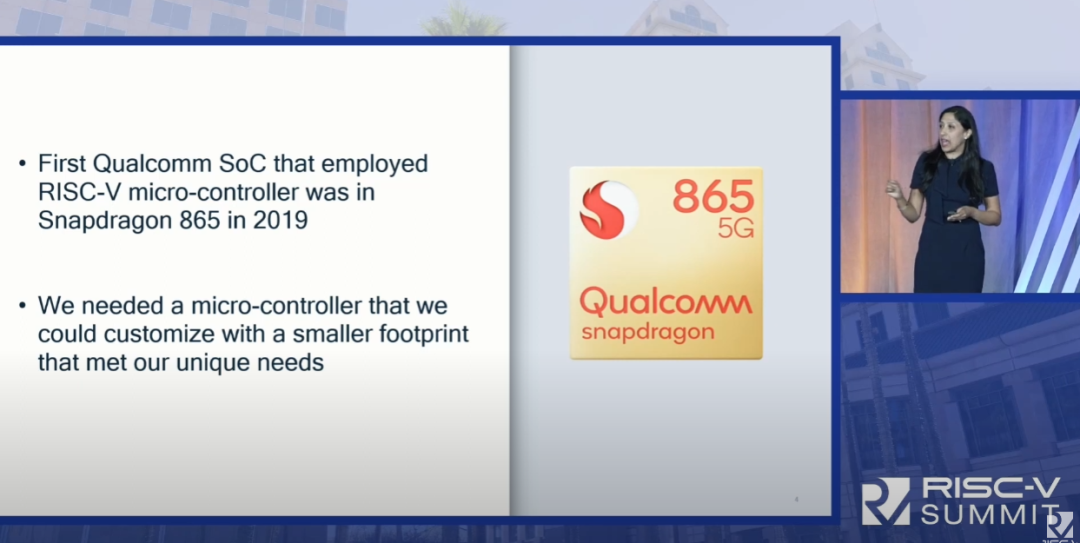 • First Qualcomm SoC that employed
RISC-V micro-controller was in
Snapdragon 865 in 2019
• We needed a micro-controller that we
could customize with a smaller footprint
that met our unique needs
865
5G
Qualcomm
snapdragon
RISC-V
SUMMIT